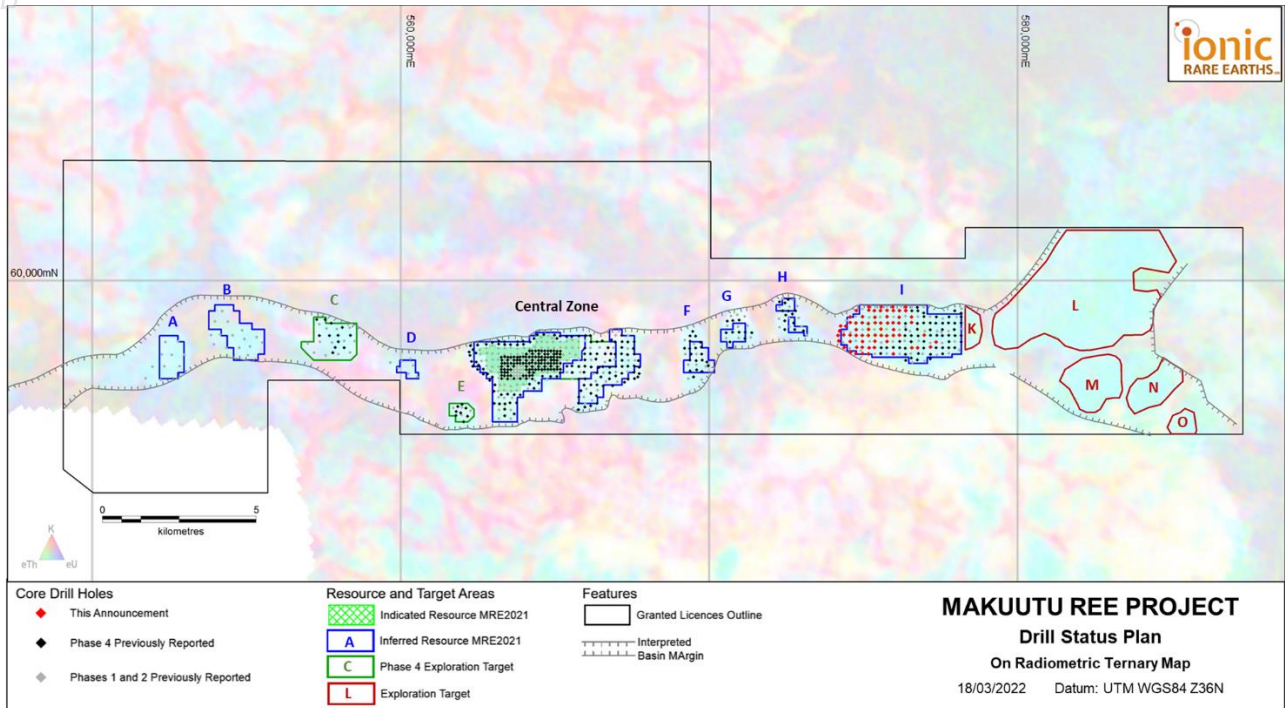 560,000mE
580,000mE
ionic
RARE EARTHS
60,000mN
A
B
C
D
E
Central Zone
F
G
H
I
K
L
M
N
O
0 5
kilometres
K
eTh eU
Core Drill Holes
This Announcement
Phase 4 Previously Reported
Phases 1 and 2 Previously Reported
Resource and Target Areas
Indicated Resource MRE2021
A Inferred Resource MRE2021
C Phase 4 Exploration Target
L Exploration Target
Features
Granted Licences Outline
Interpreted
Basin MArgin
MAKUUTU REE PROJECT
Drill Status Plan
On Radiometric Ternary Map
18/03/2022 Datum: UTM WGS84 Z36N